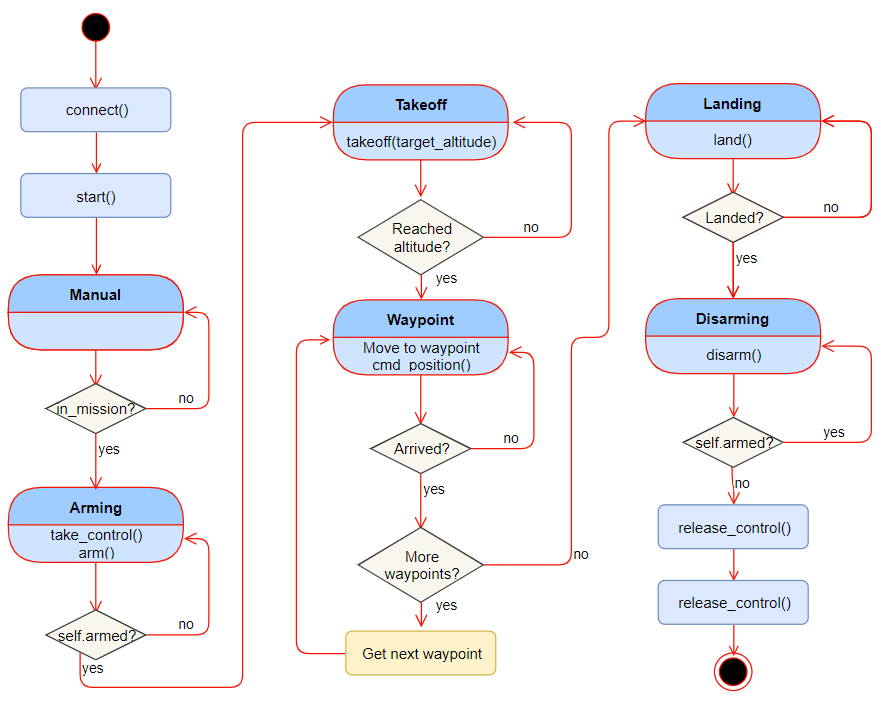 connect()
start()
Manual
in_mission?
no
yes
Arming
take_control()
arm()
self.armed?
no
yes
Takeoff
takeoff(target_altitude)
Reached
altitude?
no
yes
Waypoint
Move to waypoint
cmd_position()
Arrived?
no
yes
More
waypoints?
no
yes
Get next waypoint
Landing
land()
Landed?
no
yes
Disarming
disarm()
self.armed?
yes
no
release_control()
release_control()